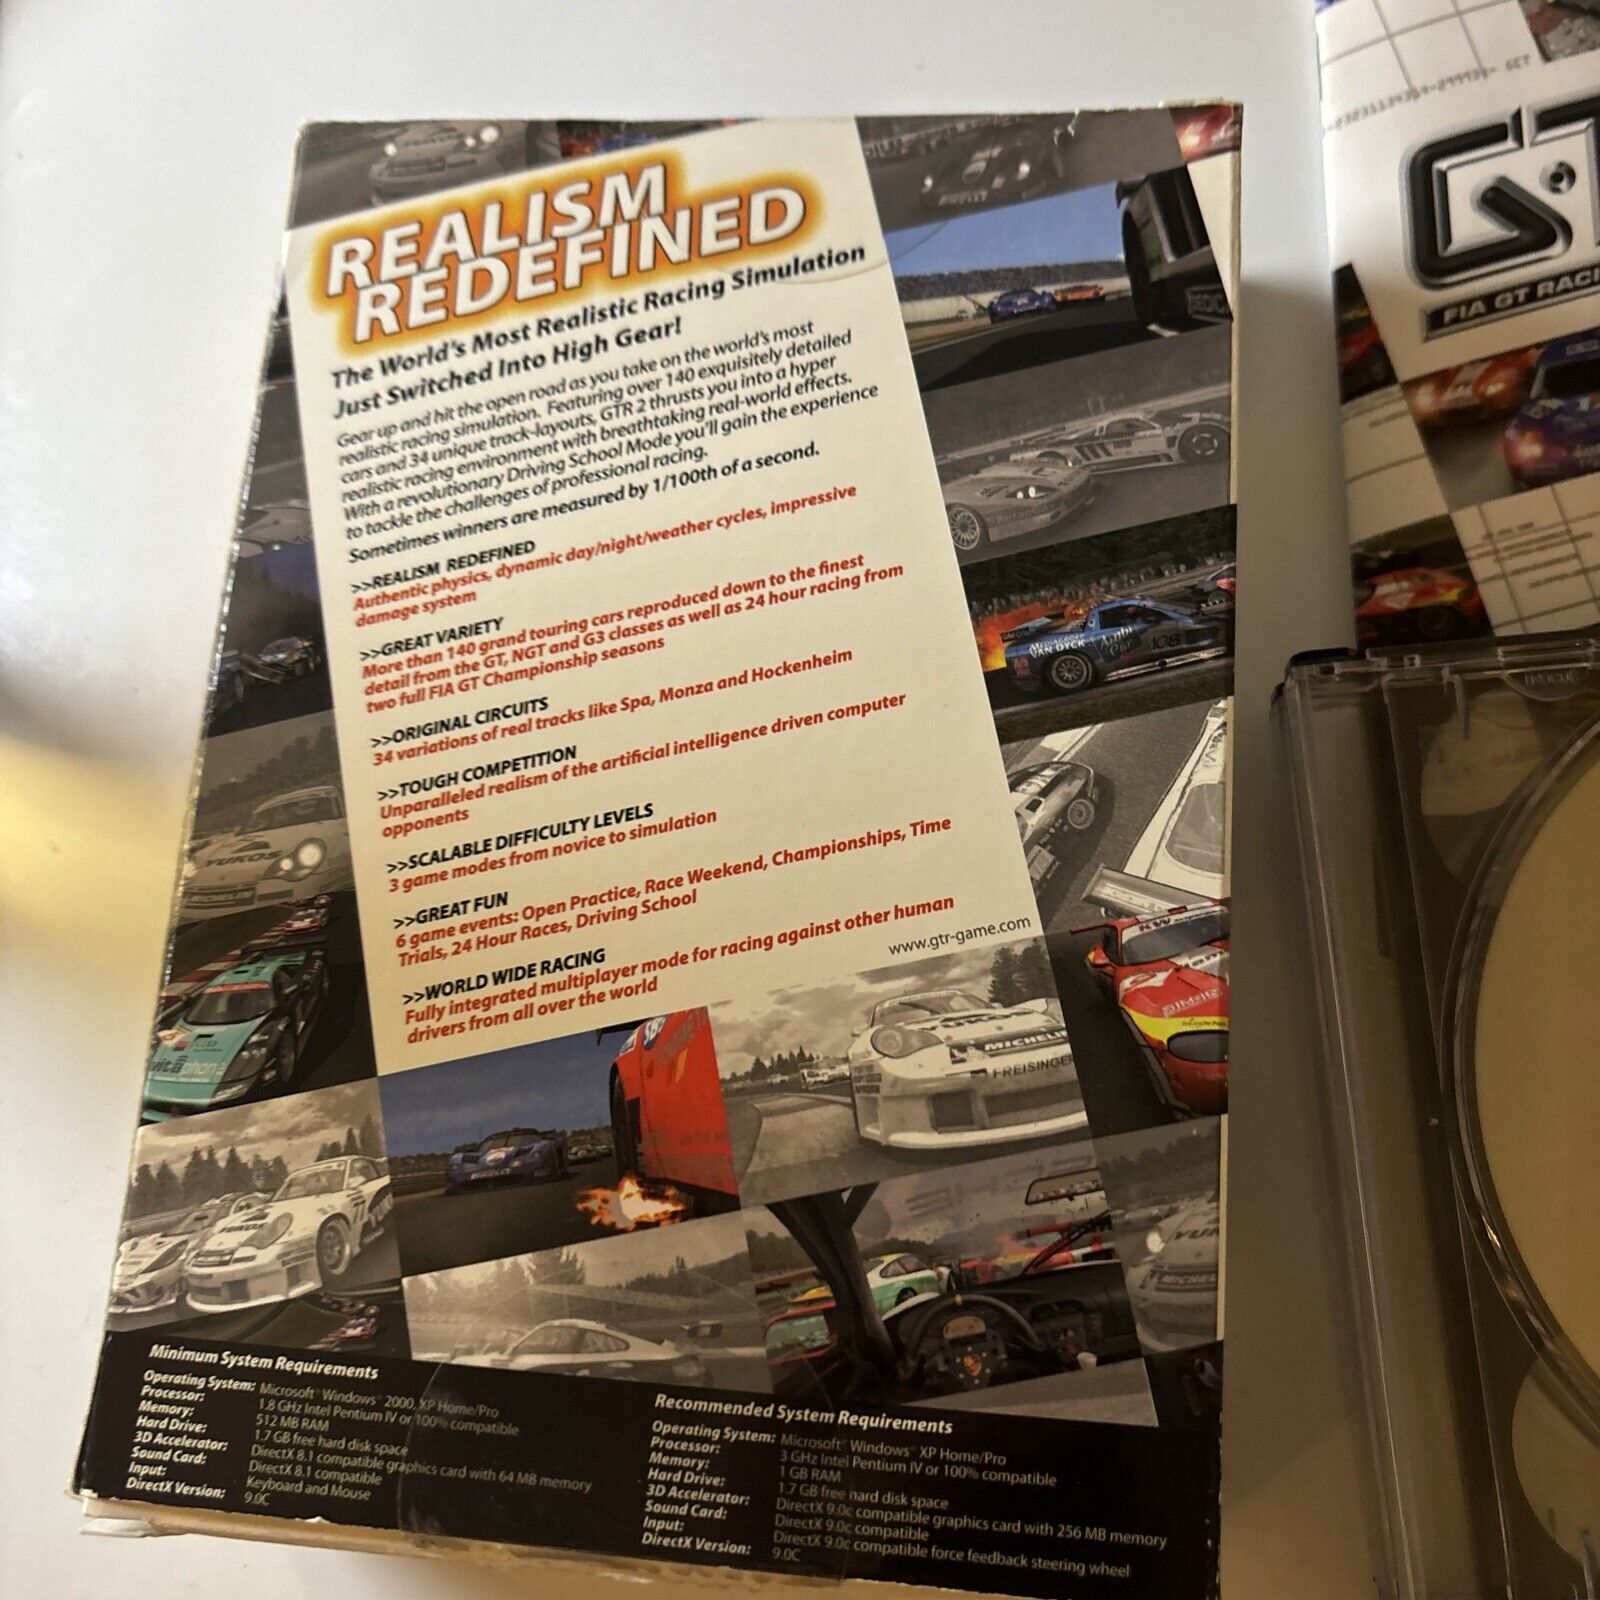 REALISM
REDEFINED
The World's Most Realistic Racing Simulation
Just Switched Into High Gear!
Gear up and hit the open road as you take on the world's most
realistic racing simulation. Featuring over 140 exquisitely detailed
cars and 34 unique track-layouts, GTR 2 thrusts you into a hyper
realistic racing environment with breathtaking real-world effects.
With a revolutionary Driving School Mode you'll gain the experience
to tackle the challenges of professional racing.
Sometimes winners are measured by 1/100th of a second.
>>REALISM REDEFINED
Authentic physics, dynamic day/night/weather cycles, impressive
damage system
>>GREAT VARIETY
More than 140 grand touring cars reproduced down to the finest
detail from the GT, NGT and G3 classes as well as 24 hour racing from
two full FIA GT Championship seasons
>>ORIGINAL CIRCUITS
34 variations of real tracks like Spa, Monza and Hockenheim
>>TOUGH COMPETITION
Unparalleled realism of the artificial intelligence driven computer
opponents
>>SCALABLE DIFFICULTY LEVELS
3 game modes from novice to simulation
>>GREAT FUN
6 game events: Open Practice, Race Weekend, Championships, Time
Trials, 24 Hour Races, Driving School
>>WORLD WIDE RACING
Fully integrated multiplayer mode for racing against other human
drivers from all over the world
www.gtr-game.com
VAN DYCK
108
YUKOS
YUKOS
MICHELIN
FREISINGER
YUKOS
77
Minimum System Requirements
Operating System: Microsoft® Windows® 2000, XP Home/Pro
Processor: 1.8 GHz Intel Pentium IV or 100% compatible
Memory: 512 MB RAM
Hard Drive: 1.7 GB free hard disk space
3D Accelerator: DirectX 8.1 compatible graphics card with 64 MB memory
Sound Card: DirectX 8.1 compatible
Input: Keyboard and Mouse
DirectX Version: 9.0C
Recommended System Requirements
Operating System: Microsoft® Windows® XP Home/Pro
Processor: 3 GHz Intel Pentium IV or 100% compatible
Memory: 1 GB RAM
Hard Drive: 1.7 GB free hard disk space
3D Accelerator: DirectX 9.0c compatible graphics card with 256 MB memory
Sound Card: DirectX 9.0c compatible
Input: DirectX 9.0c compatible force feedback steering wheel
DirectX Version: 9.0C
GT
FIA GT RACI